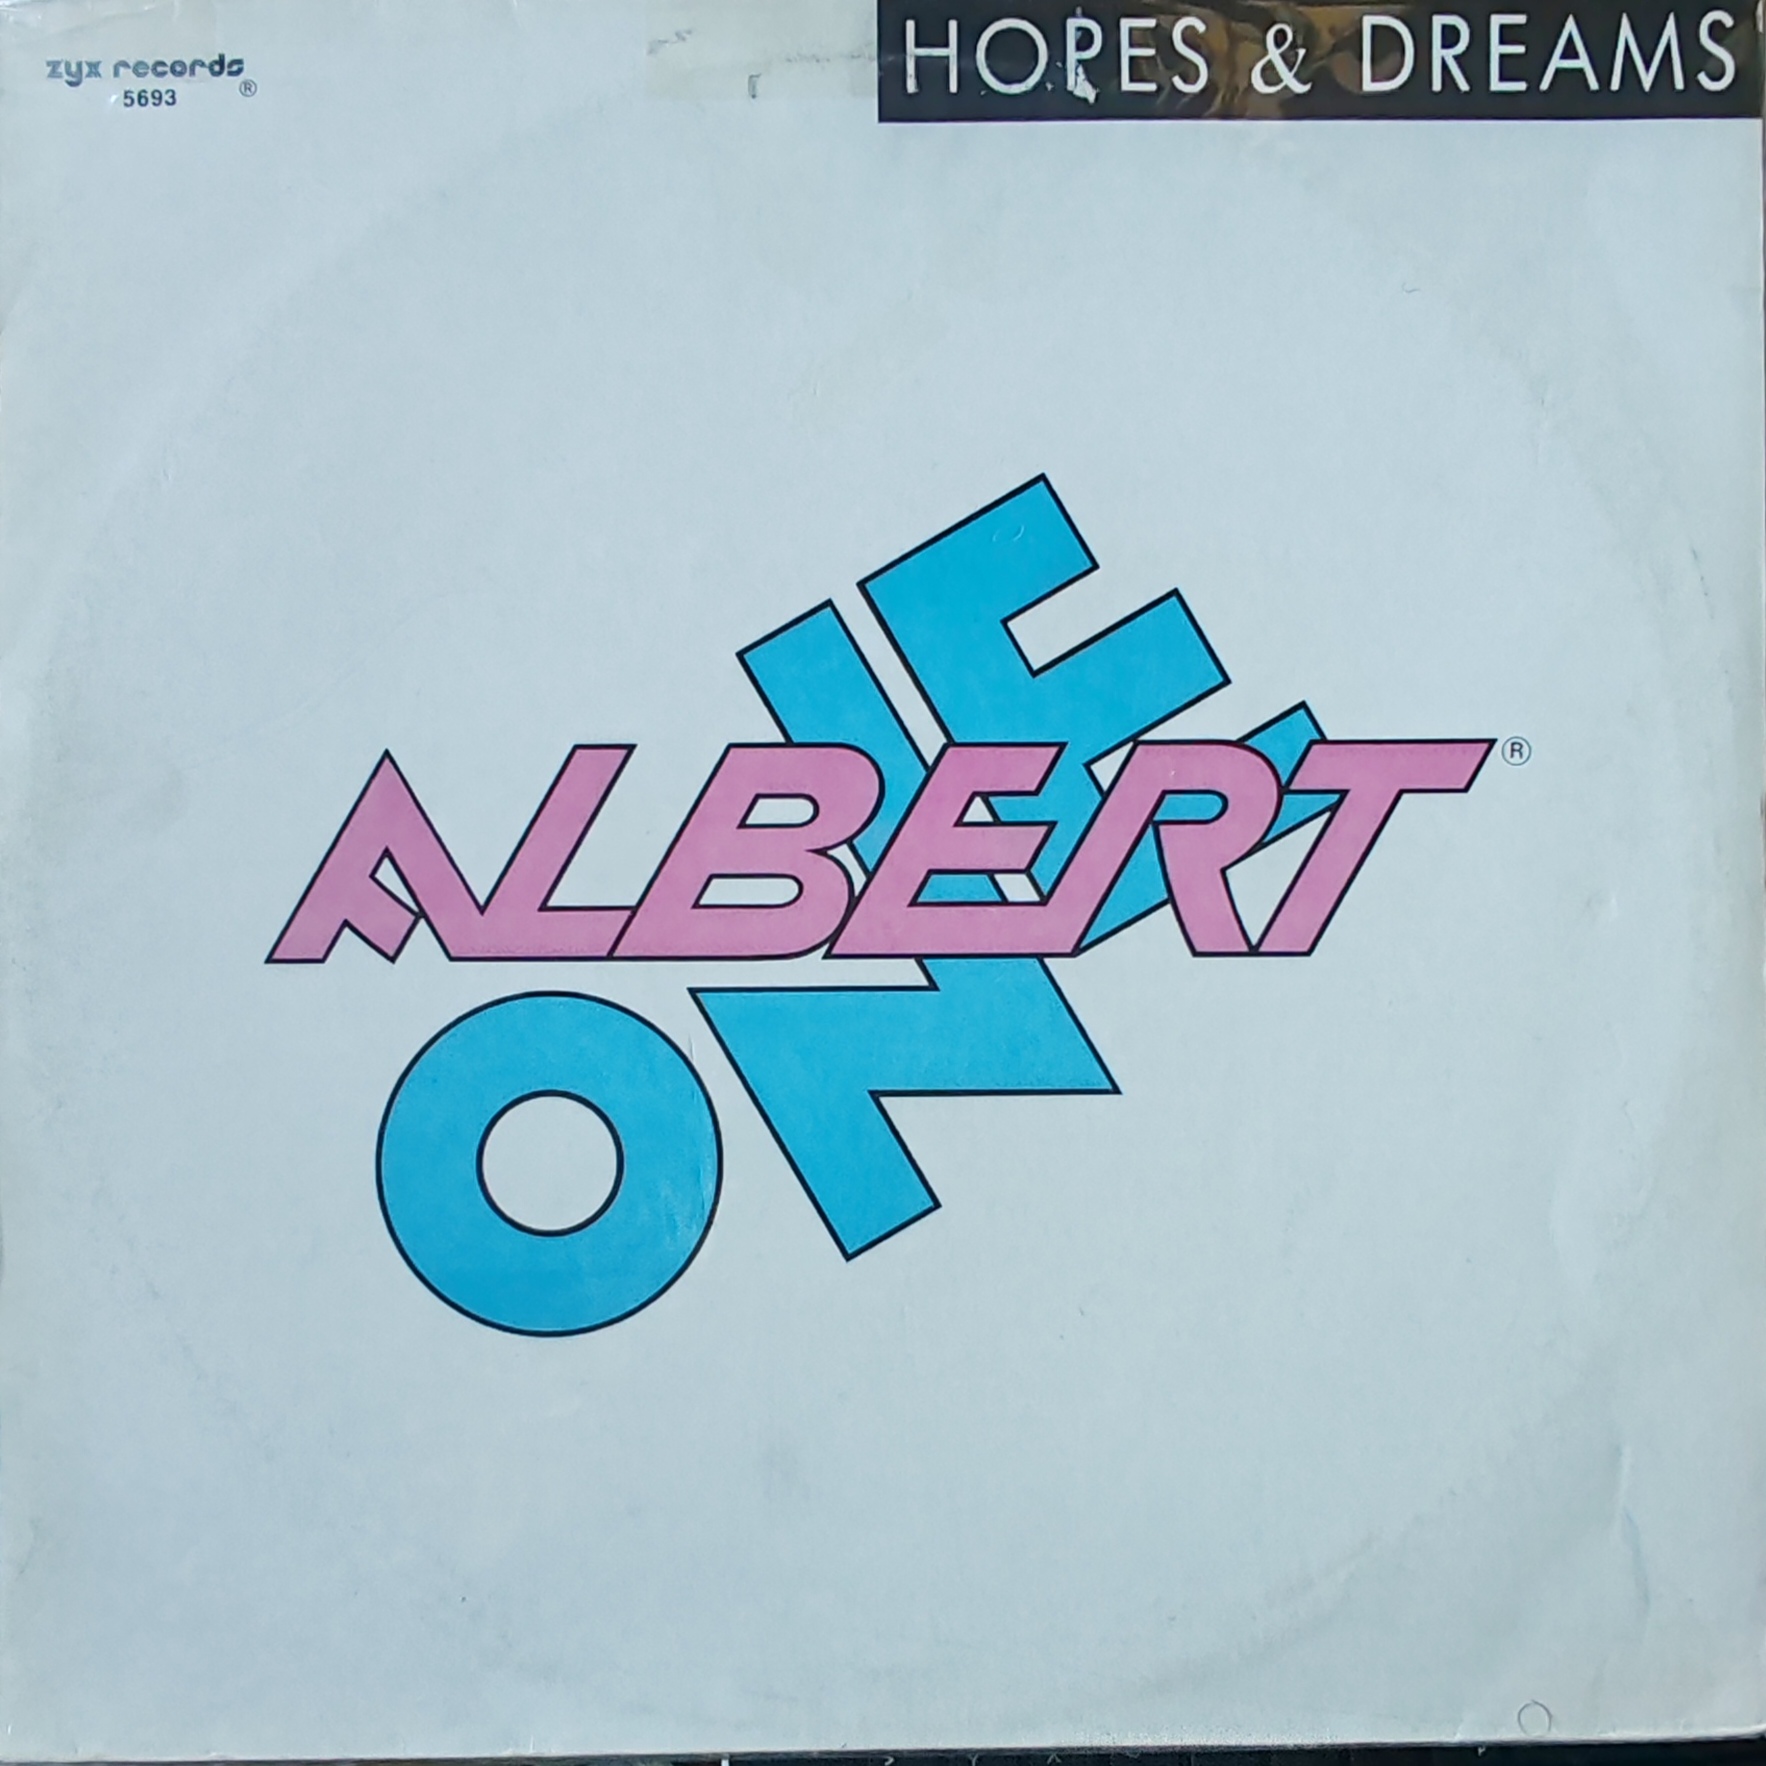 HOPES & DREAMS
zyx records ®
5693
ALBERT ®
ONE